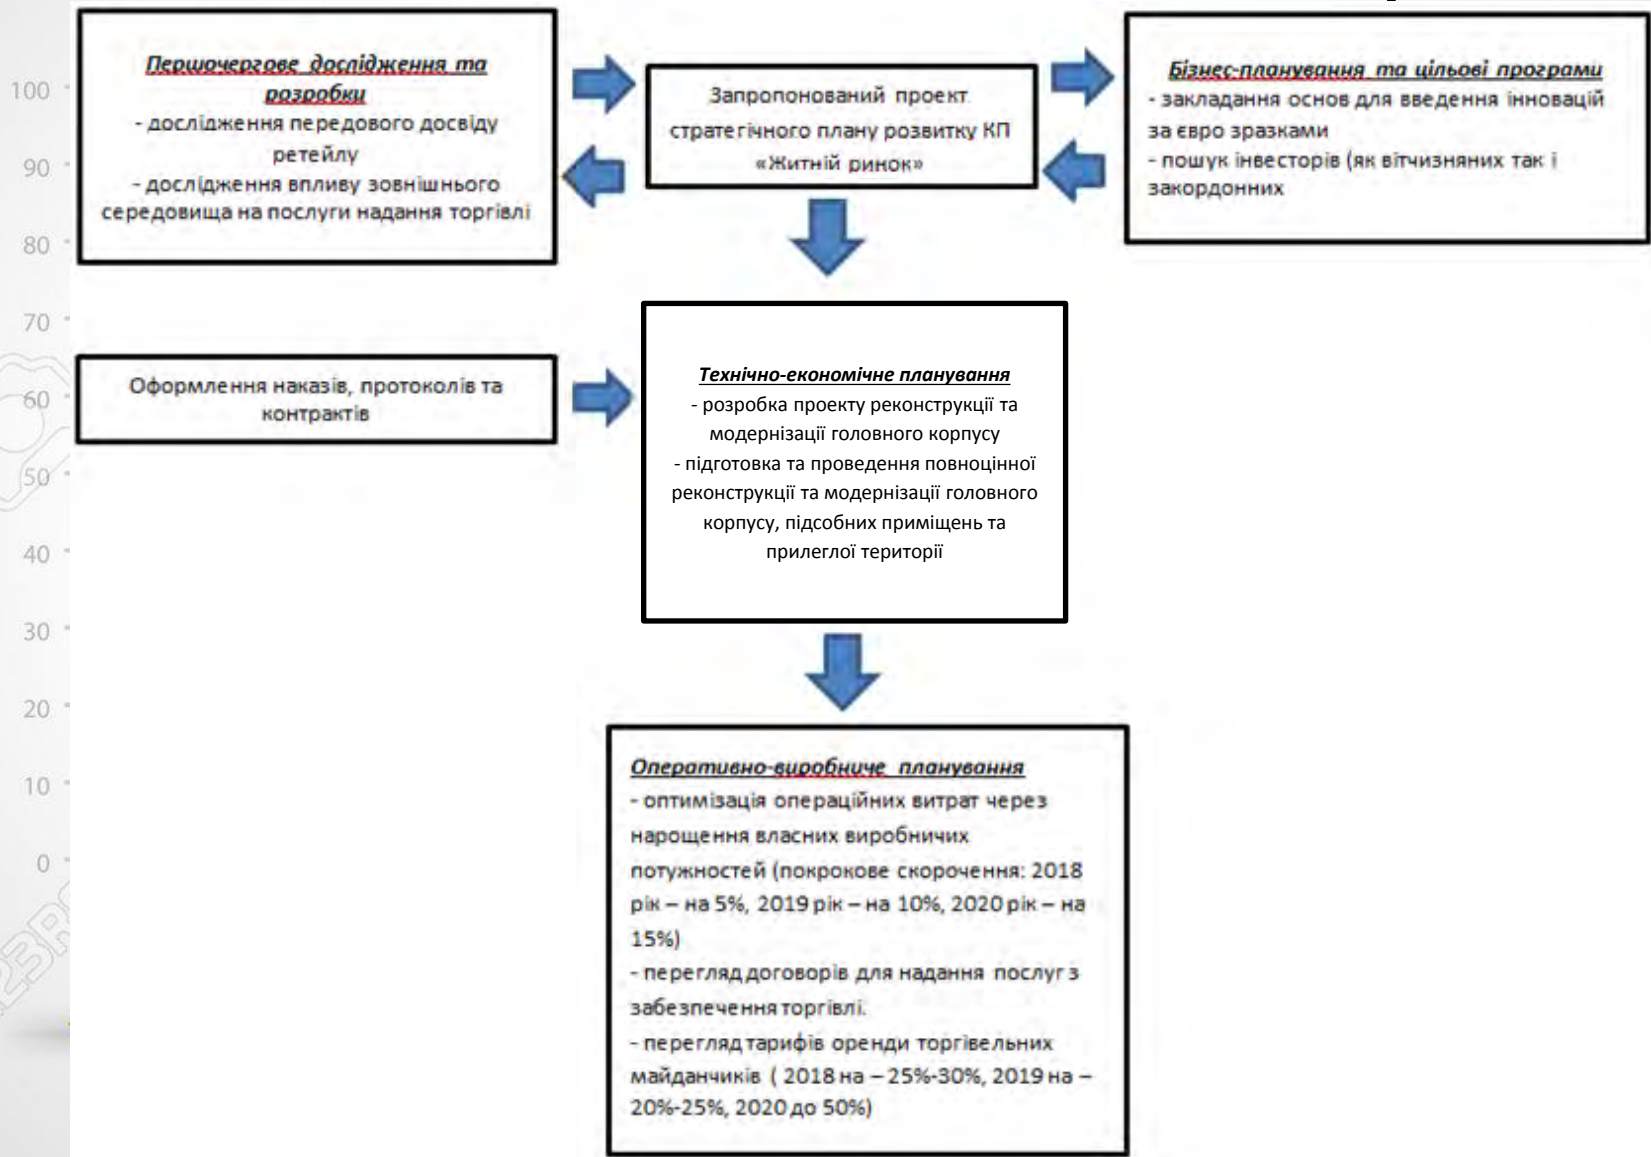 Першочергове дослідження та
розробки
- дослідження передового досвіду
ретейлу
- дослідження впливу зовнішнього
середовища на послуги надання торгівлі
Запропонований проект
стратегічного плану розвитку КП
«Житній ринок»
Бізнес-планування та цільові програми
- закладання основ для введення інновацій
за євро зразками
- пошук інвесторів (як вітчизняних так і
закордонних
Оформлення наказів, протоколів та
контрактів
Технічно-економічне планування
- розробка проекту реконструкції та
модернізації головного корпусу
- підготовка та проведення повноцінної
реконструкції та модернізації головного
корпусу, підсобних приміщень та
прилеглої території
Оперативно-виробниче планування
- оптимізація операційних витрат через
нарощення власних виробничих
потужностей (покрокове скорочення: 2018
рік – на 5%, 2019 рік – на 10%, 2020 рік – на
15%)
- перегляд договорів для надання послуг з
забезпечення торгівлі.
- перегляд тарифів оренди торгівельних
майданчиків ( 2018 на – 25%-30%, 2019 на –
20%-25%, 2020 до 50%)
100
90
80
70
60
50
40
30
20
10
0